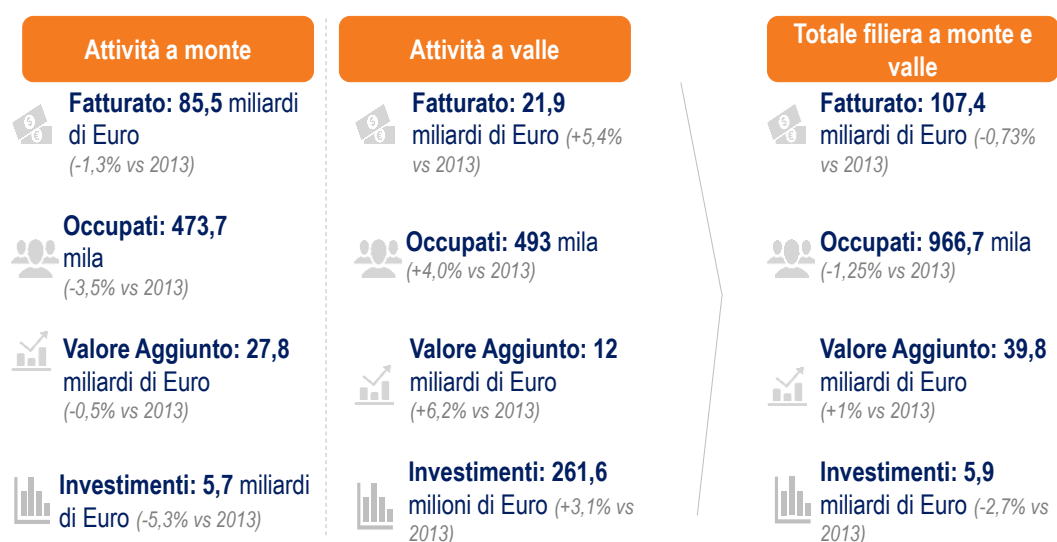 Attività a monte
Fatturato: 85,5 miliardi
di Euro
(-1,3% vs 2013)
Occupati: 473,7
mila
(-3,5% vs 2013)
Valore Aggiunto: 27,8
miliardi di Euro
(-0,5% vs 2013)
Investimenti: 5,7 miliardi
di Euro (-5,3% vs 2013)
Attività a valle
Fatturato: 21,9
miliardi di Euro (+5,4%
vs 2013)
Occupati: 493 mila
(+4,0% vs 2013)
Valore Aggiunto: 12
miliardi di Euro
(+6,2% vs 2013)
Investimenti: 261,6
milioni di Euro (+3,1% vs
2013)
Totale filiera a monte e
valle
Fatturato: 107,4
miliardi di Euro (-0,73%
vs 2013)
Occupati: 966,7 mila
(-1,25% vs 2013)
Valore Aggiunto: 39,8
miliardi di Euro
(+1% vs 2013)
Investimenti: 5,9
miliardi di Euro (-2,7% vs
2013)